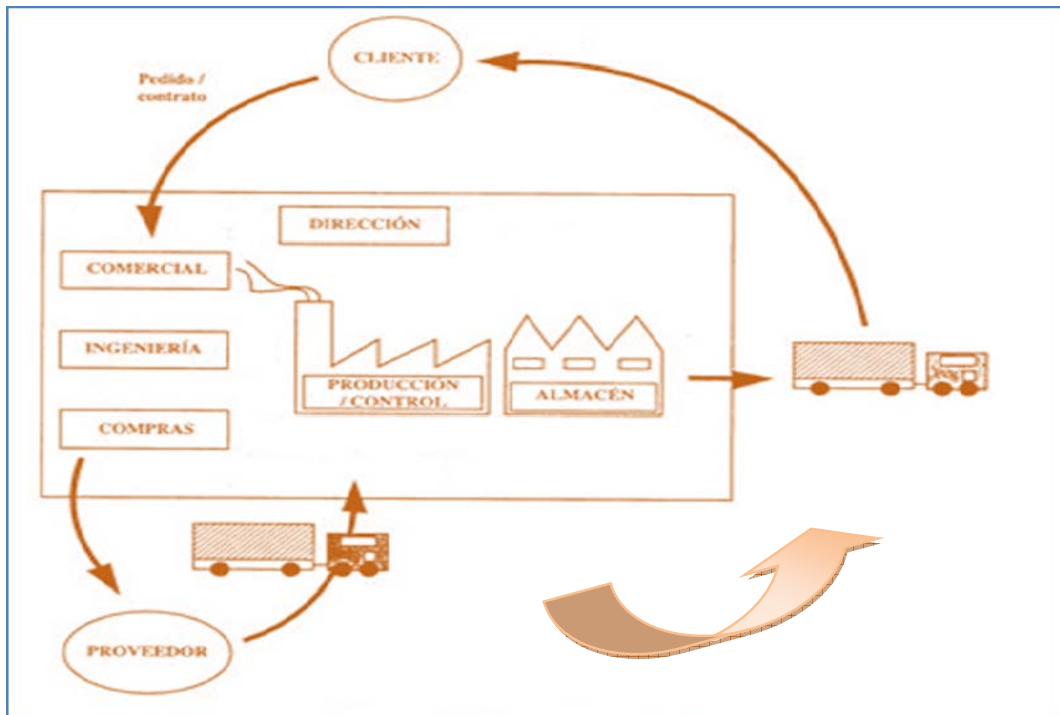 CLIENTE
Pedido /
contrato
DIRECCIÓN
COMERCIAL
INGENIERÍA
PRODUCCIÓN
/ CONTROL
ALMACÉN
COMPRAS
PROVEEDOR